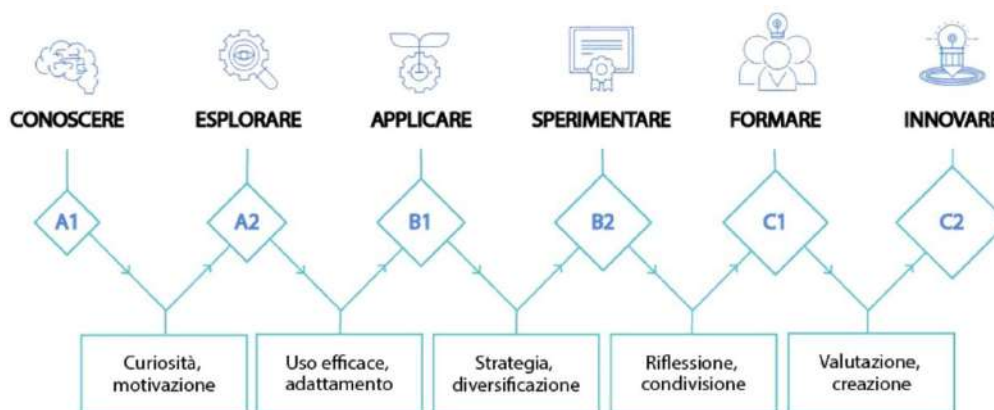 CONOSCERE
ESPLORARE
APPLICARE
SPERIMENTARE
FORMARE
INNOVARE
A1
A2
B1
B2
C1
C2
Curiosità,
motivazione
Uso efficace,
adattamento
Strategia,
diversificazione
Riflessione,
condivisione
Valutazione,
creazione